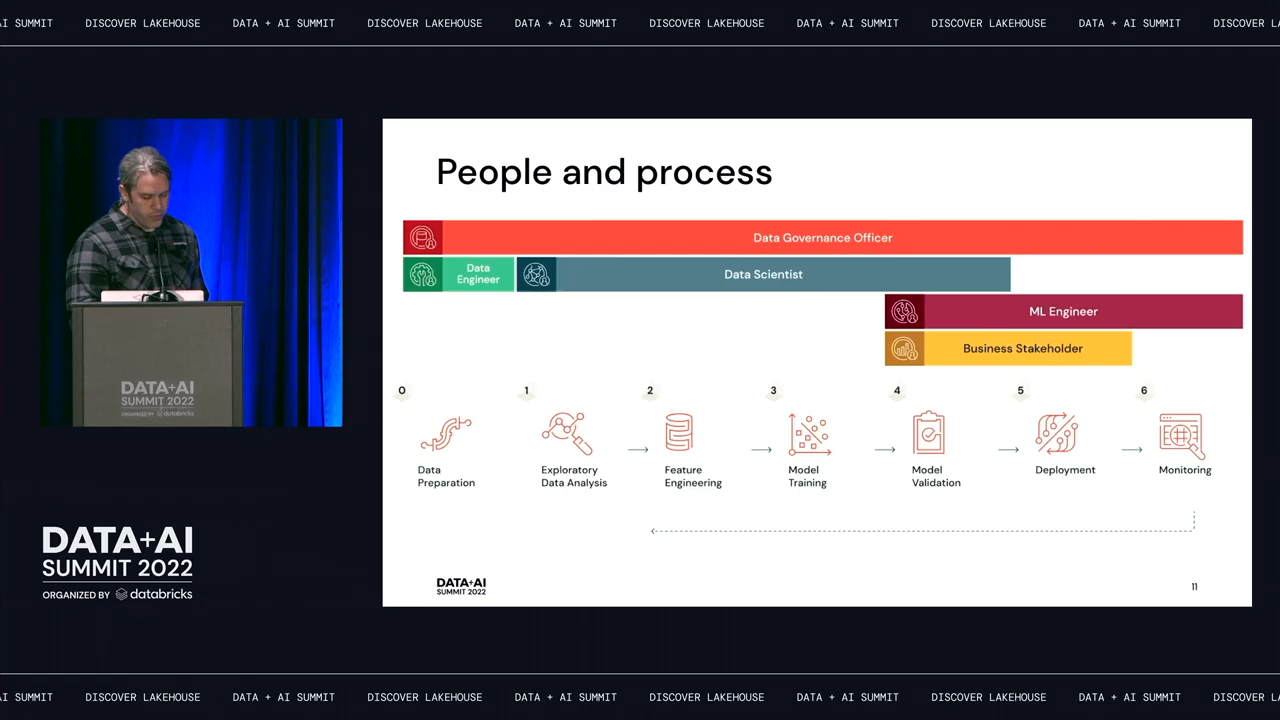 AI SUMMIT DISCOVER LAKEHOUSE DATA + AI SUMMIT DISCOVER LAKEHOUSE DATA + AI SUMMIT DISCOVER LAKEHOUSE DATA + AI SUMMIT DISCOVER LAKEHOUSE DATA + AI SUMMIT DISCOVER L
People and process
Data Governance Officer
Data
Engineer
Data Scientist
ML Engineer
Business Stakeholder
0 1 2 3 4 5 6
Data
Preparation
Exploratory
Data Analysis
Feature
Engineering
Model
Training
Model
Validation
Deployment
Monitoring
DATA+AI
SUMMIT 2022
11
DATA+AI
SUMMIT 2022
ORGANIZED BY databricks
DATA+AI
SUMMIT 2022
ORGANIZED BY databricks
AI SUMMIT DISCOVER LAKEHOUSE DATA + AI SUMMIT DISCOVER LAKEHOUSE DATA + AI SUMMIT DISCOVER LAKEHOUSE DATA + AI SUMMIT DISCOVER LAKEHOUSE DATA + AI SUMMIT DISCOVER L